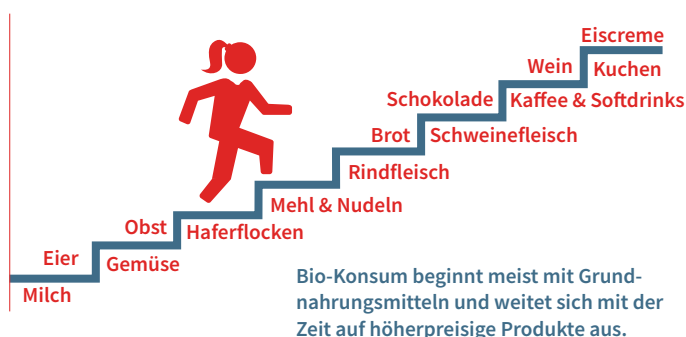 Eiscreme
Wein
Kuchen
Schokolade
Kaffee & Softdrinks
Brot
Schweinefleisch
Rindfleisch
Mehl & Nudeln
Obst
Haferflocken
Eier
Gemüse
Milch
Bio-Konsum beginnt meist mit Grund-
nahrungsmitteln und weitet sich mit der
Zeit auf höherpreisige Produkte aus.